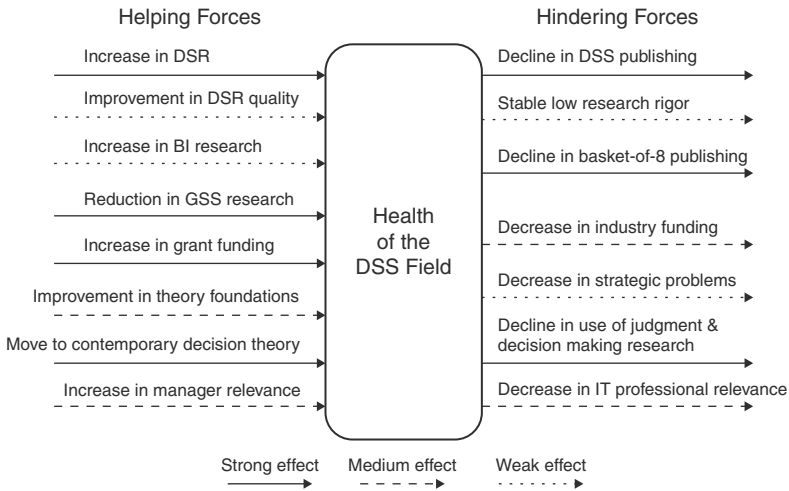 Helping Forces
Hindering Forces
Increase in DSR
Improvement in DSR quality
Increase in BI research
Reduction in GSS research
Increase in grant funding
Improvement in theory foundations
Move to contemporary decision theory
Increase in manager relevance
Health
of the
DSS Field
Decline in DSS publishing
Stable low research rigor
Decline in basket-of-8 publishing
Decrease in industry funding
Decrease in strategic problems
Decline in use of judgment &
decision making research
Decrease in IT professional relevance
Strong effect
Medium effect
Weak effect